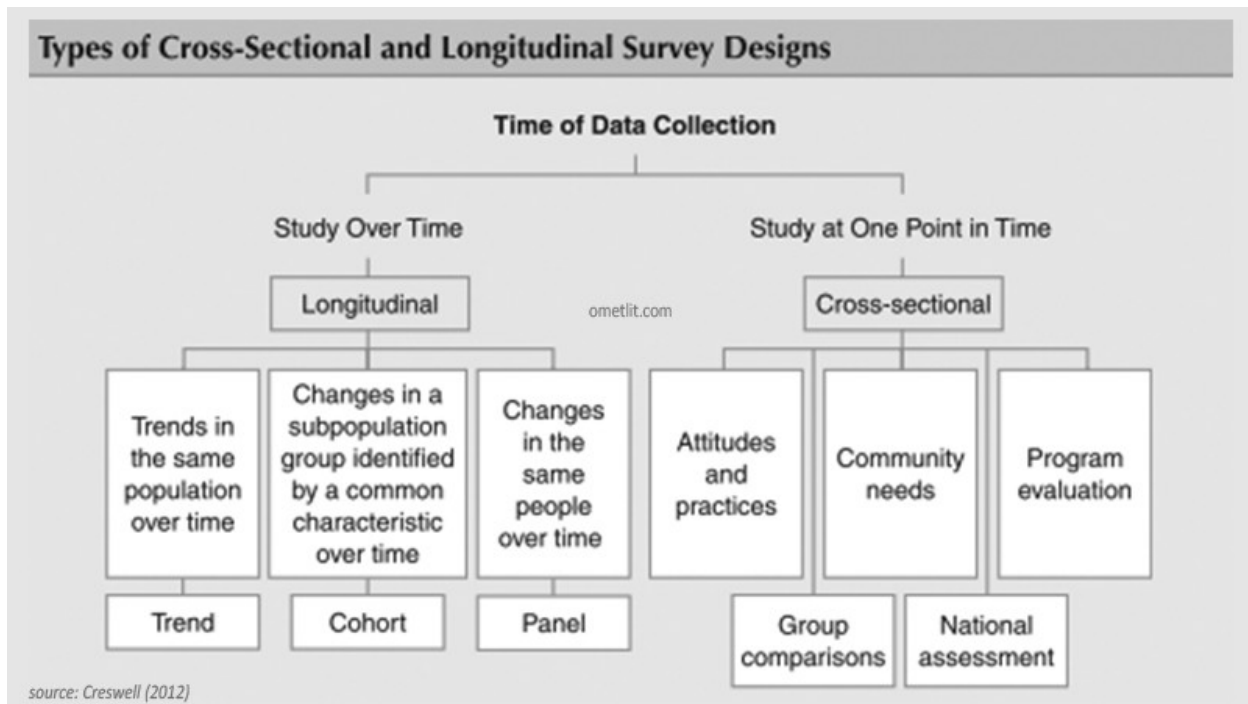 Types of Cross-Sectional and Longitudinal Survey Designs
Time of Data Collection
Study Over Time
Study at One Point in Time
Longitudinal
ometlit.com
Cross-sectional
Trends in
the same
population
over time
Changes in a
subpopulation
group identified
by a common
characteristic
over time
Changes
in the
same
people
over time
Attitudes
and
practices
Community
needs
Program
evaluation
Trend
Cohort
Panel
Group
comparisons
National
assessment
source: Creswell (2012)